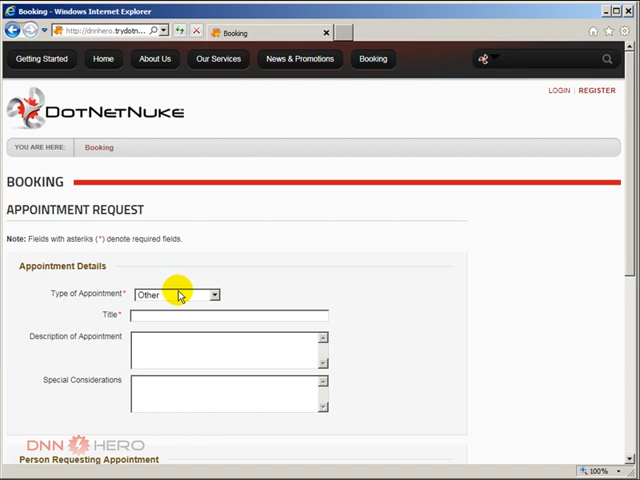 Booking - Windows Internet Explorer
http://dnnhero.trydotn...
Booking
Getting Started
Home
About Us
Our Services
News & Promotions
Booking
LOGIN | REGISTER
DOTNETNUKE
YOU ARE HERE: Booking
BOOKING
APPOINTMENT REQUEST
Note: Fields with asteriks (*) denote required fields.
Appointment Details
Type of Appointment* Other
Title*
Description of Appointment
Special Considerations
DNN HERO
Person Requesting Appointment
100%